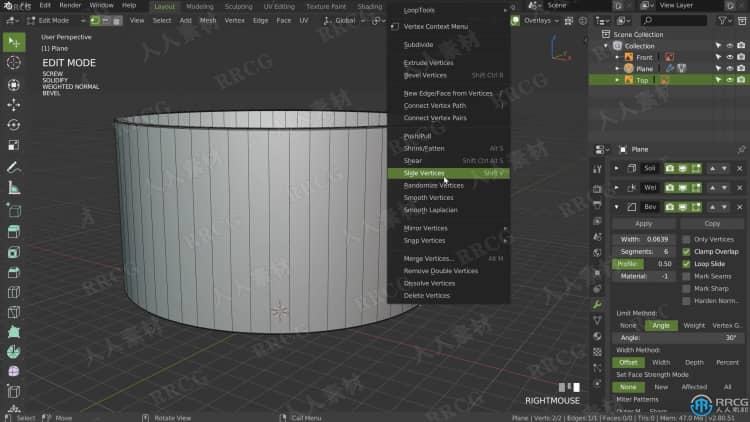 Edit Render Window Help Layout Modeling Sculpting UV Editing Texture Paint Shading Scene View Layer
Edit Mode View Select Add Mesh Vertex Edge Face UV Global Overlays
User Perspective
(1) Plane
EDIT MODE
SCREW
SOLIDIFY
WEIGHTED NORMAL
BEVEL
LoopTools
Vertex Context Menu
Subdivide
Extrude Vertices
Bevel Vertices Shift Ctrl B
New Edge/Face from Vertices
Connect Vertex Path J
Connect Vertex Pairs
Push/Pull
Shrink/Fatten Alt S
Shear Shift Ctrl Alt S
Slide Vertices Shift V
Randomize Vertices
Smooth Vertices
Smooth Laplacian
Mirror Vertices
Snap Vertices
Merge Vertices... Alt M
Remove Double Vertices
Dissolve Vertices
Delete Vertices
RIGHTMOUSE
Scene Collection
Collection
Front
Plane
Top
Plane
Soli
Wei
Bev
Apply Copy
Width: 0.0639 Only Vertices
Segments: 6 Clamp Overlap
Profile: 0.50 Loop Slide
Material: -1 Mark Seams
Mark Sharp
Harden Norm..
Limit Method:
None Angle Weight Vertex G..
Angle: 30°
Width Method:
Offset Width Depth Percent
Set Face Strength Mode
None New Affected All
Miter Patterns
Select Move Rotate View Call Menu
Plane | Verts:2/2 | Edges:1/1 | Faces:0/0 | Tris:0 | Mem: 47.0 M | v2.80.51
RRCG
人人素材